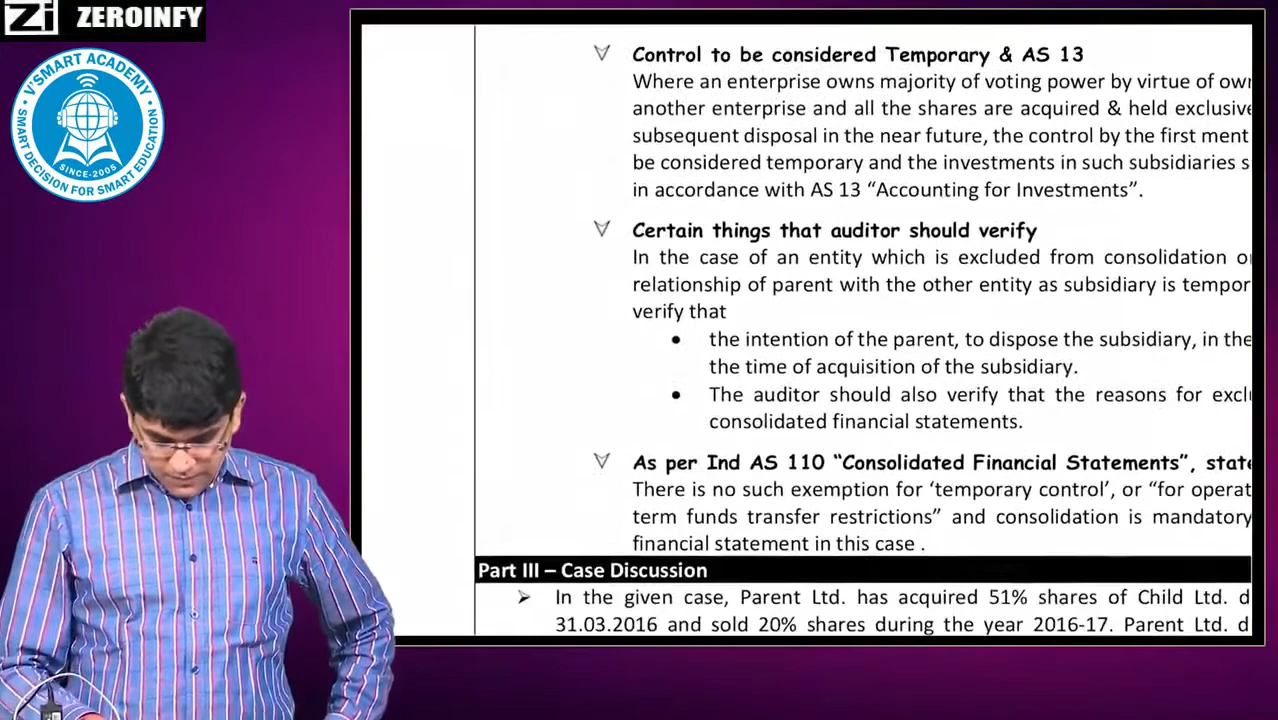 Zi ZEROINFY
V'SMART ACADEMY
SINCE-2005
SMART DECISION FOR SMART EDUCATION
Control to be considered Temporary & AS 13
Where an enterprise owns majority of voting power by virtue of
another enterprise and all the shares are acquired & held
subsequent disposal in the near future, the control by the first
be considered temporary and the investments in such subsidiaries
in accordance with AS 13 “Accounting for Investments”.
Certain things that auditor should verify
In the case of an entity which is excluded from consolidation
relationship of parent with the other entity as subsidiary is
verify that
• the intention of the parent, to dispose the subsidiary, in the
the time of acquisition of the subsidiary.
• The auditor should also verify that the reasons for
consolidated financial statements.
As per Ind AS 110 “Consolidated Financial Statements”,
There is no such exemption for ‘temporary control’, or “for
term funds transfer restrictions” and consolidation is mandatory
financial statement in this case .
Part III – Case Discussion
In the given case, Parent Ltd. has acquired 51% shares of Child Ltd.
31.03.2016 and sold 20% shares during the year 2016-17. Parent Ltd.